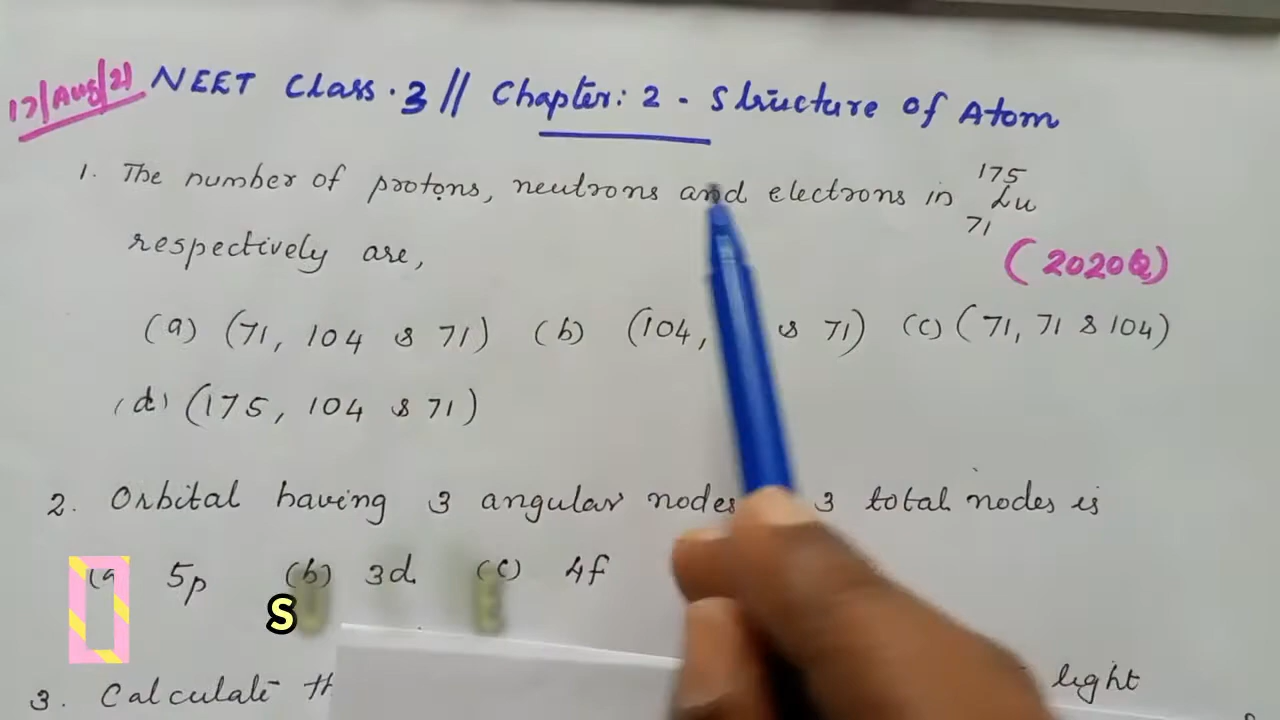 17/Aug/21 NEET Class.3 // Chapter: 2 - Structure of Atom
1. The number of protons, neutrons and electrons in 175 71 Lu
respectively are,
(2020Q)
(a) (71, 104 & 71) (b) (104, & 71) (c) (71, 71 & 104)
(d) (175, 104 & 71)
2. Orbital having 3 angular nodes 3 total nodes is
(a 5p (b) 3d (c) 4f
S
3. Calculate light